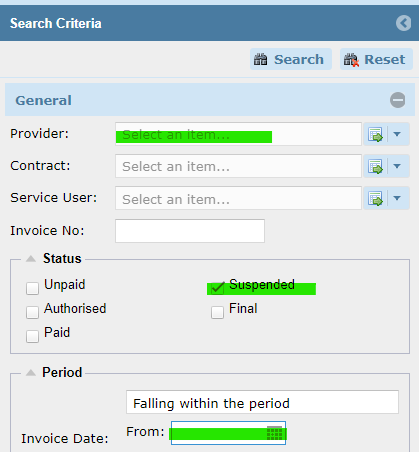 Search Criteria
Search Reset
General
Provider: Select an item...
Contract: Select an item...
Service User: Select an item...
Invoice No:
Status
Unpaid Suspended
Authorised Final
Paid
Period
Falling within the period
Invoice Date: From: